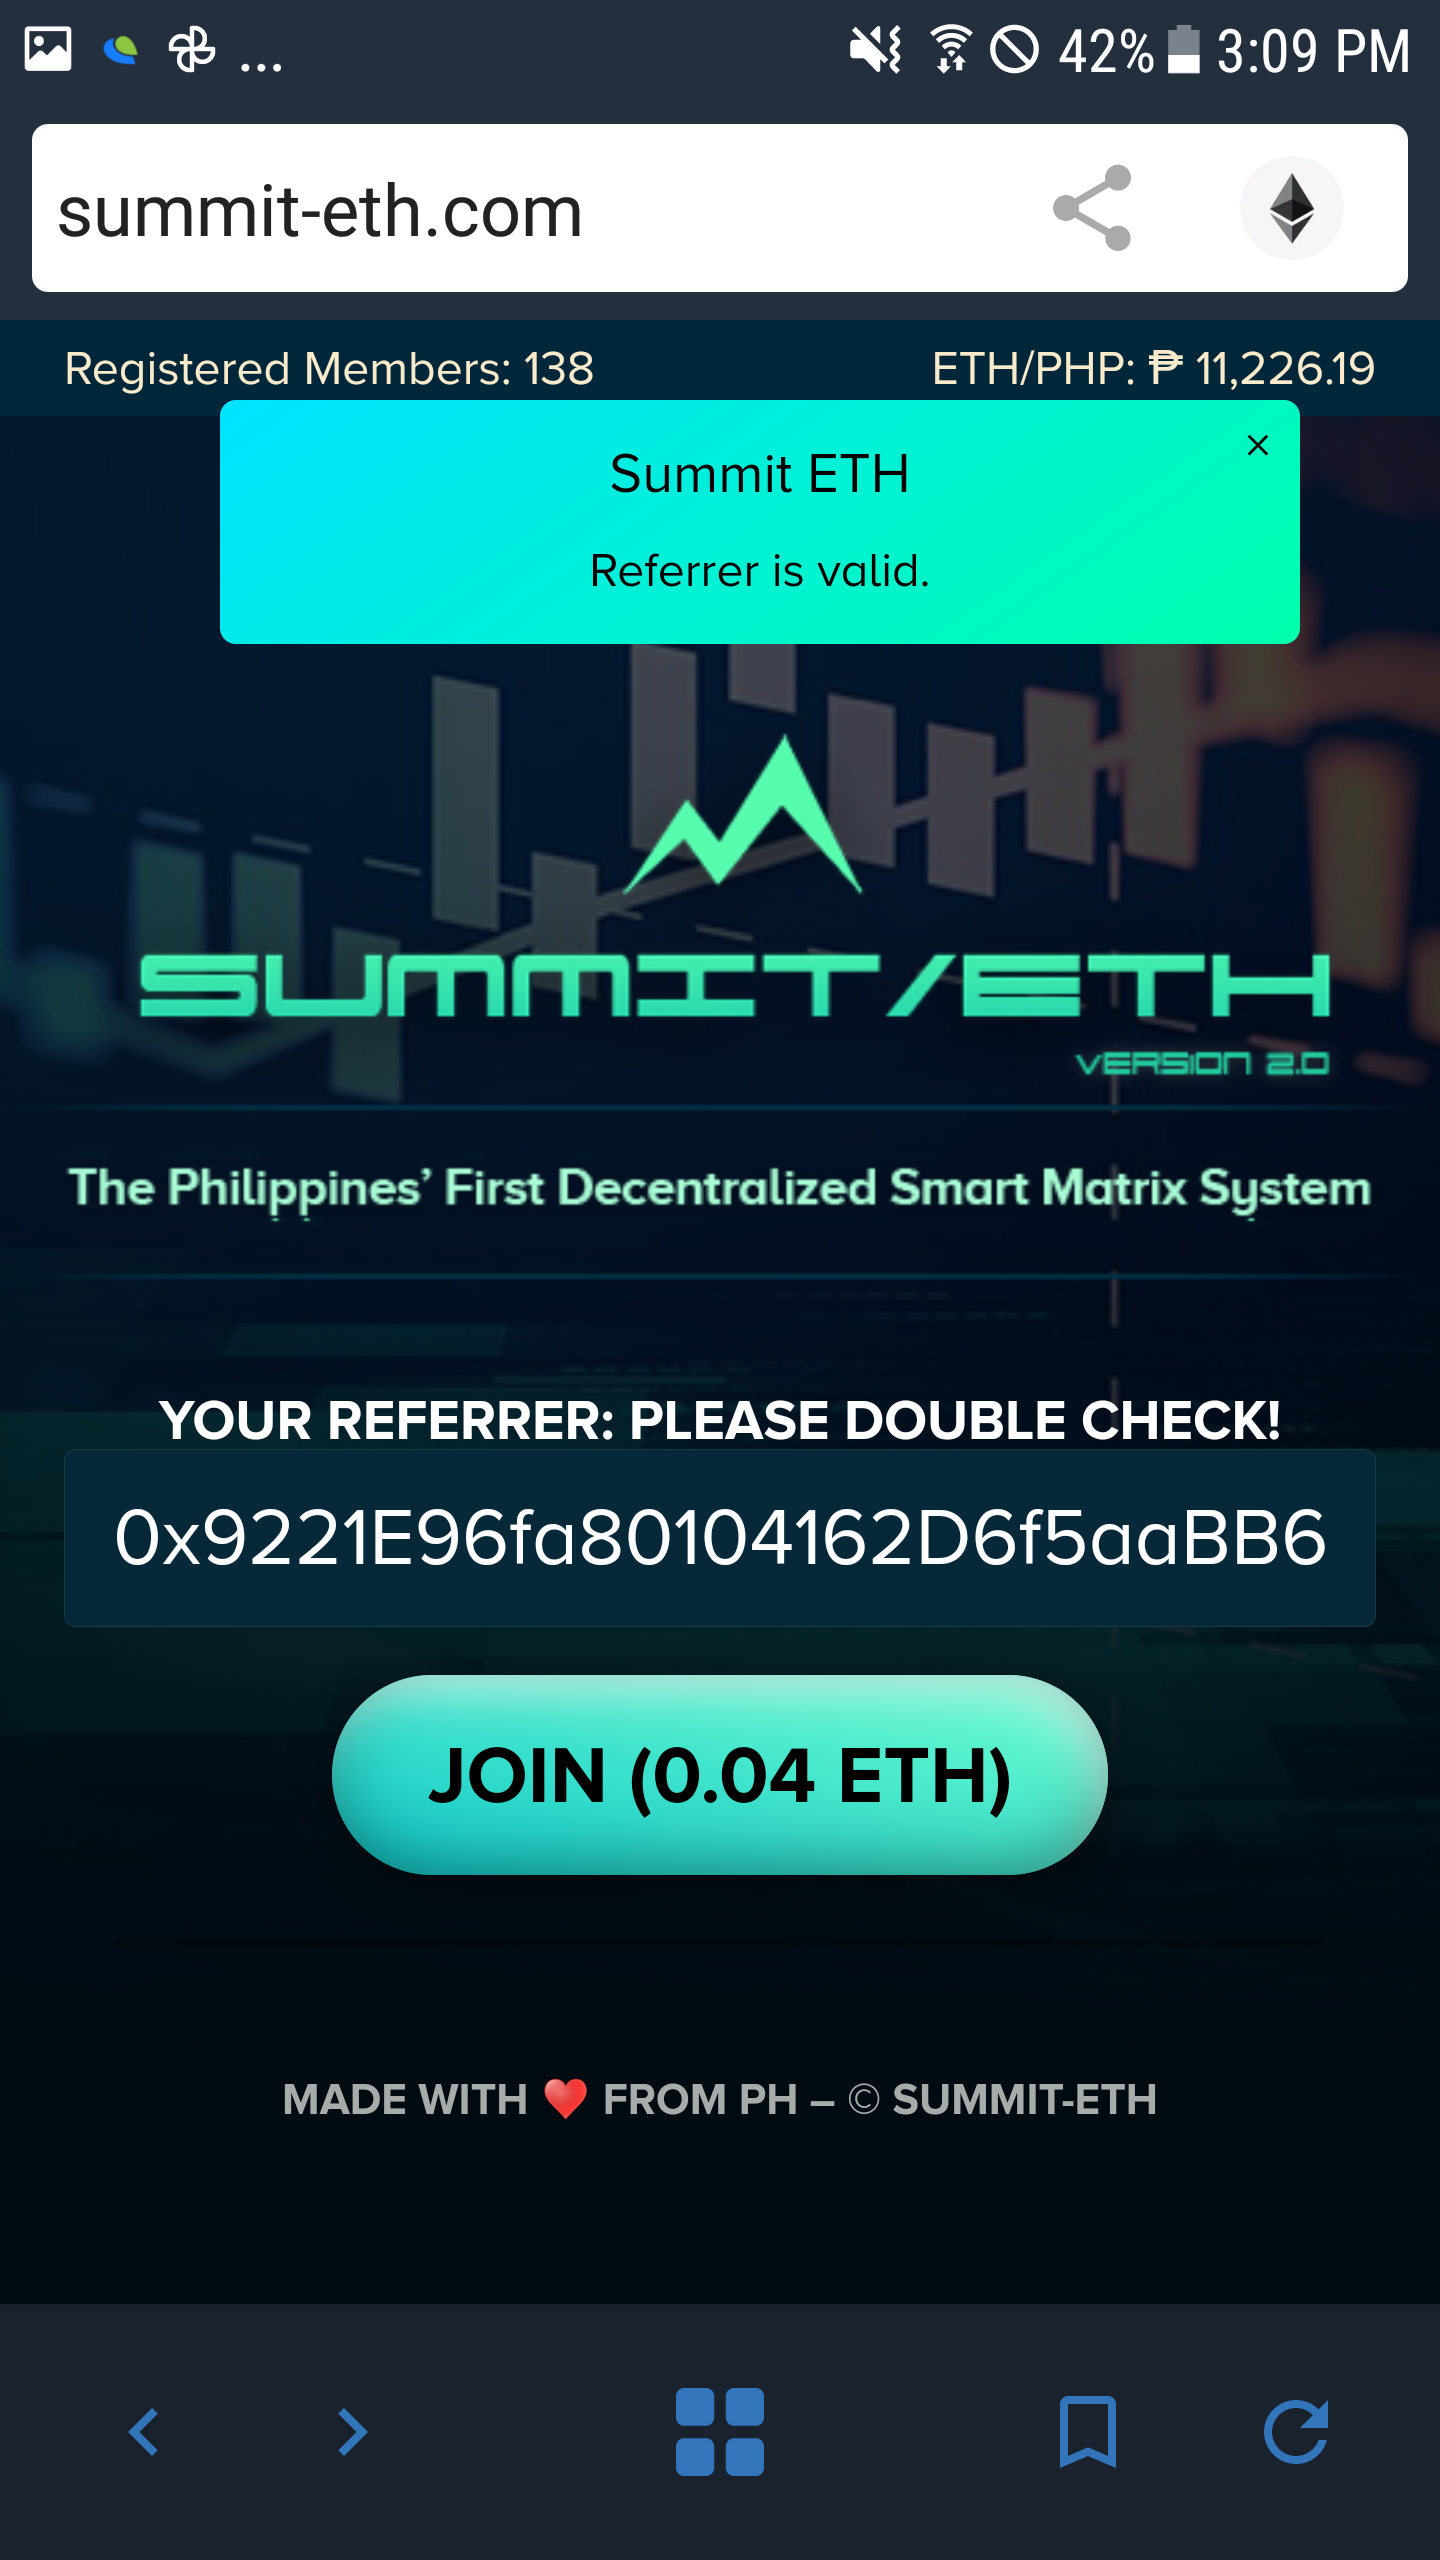 ... 42% 3:09 PM
summit-eth.com
Registered Members: 138 ETH/PHP: ₱ 11,226.19
Summit ETH ×
Referrer is valid.
SUMMIT/ETH
VERSION 2.0
The Philippines’ First Decentralized Smart Matrix System
YOUR REFERRER: PLEASE DOUBLE CHECK!
0x9221E96fa80104162D6f5aaBB6
JOIN (0.04 ETH)
MADE WITH ❤️ FROM PH – © SUMMIT-ETH